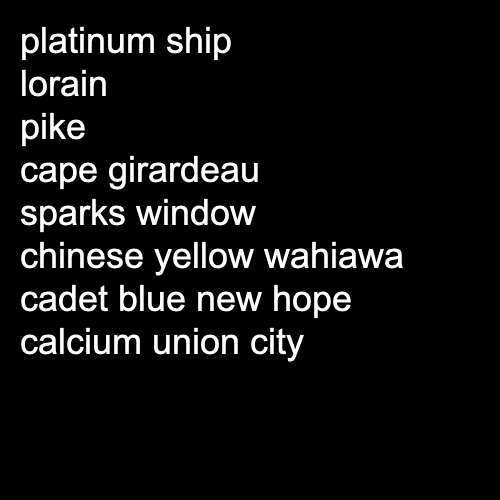 platinum ship
lorain
pike
cape girardeau
sparks window
chinese yellow wahiawa
cadet blue new hope
calcium union city